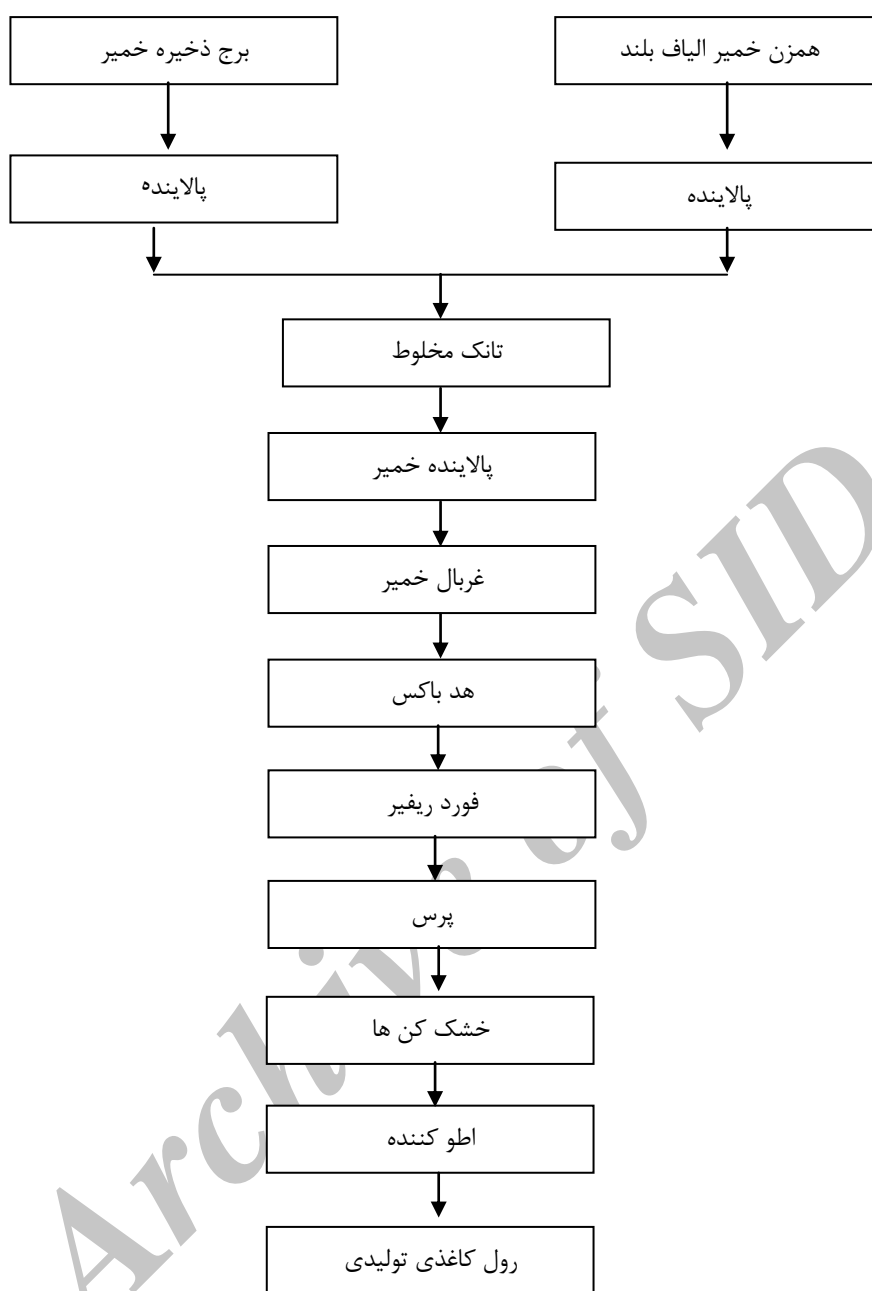 همزن خمیر الیاف بلند
برج ذخیره خمیر
پالاینده
پالاینده
تانک مخلوط
پالاینده خمیر
غربال خمیر
هد باکس
فورد ریفیر
پرس
خشک کن ها
اطو کننده
رول کاغذی تولیدی
Archive of SID